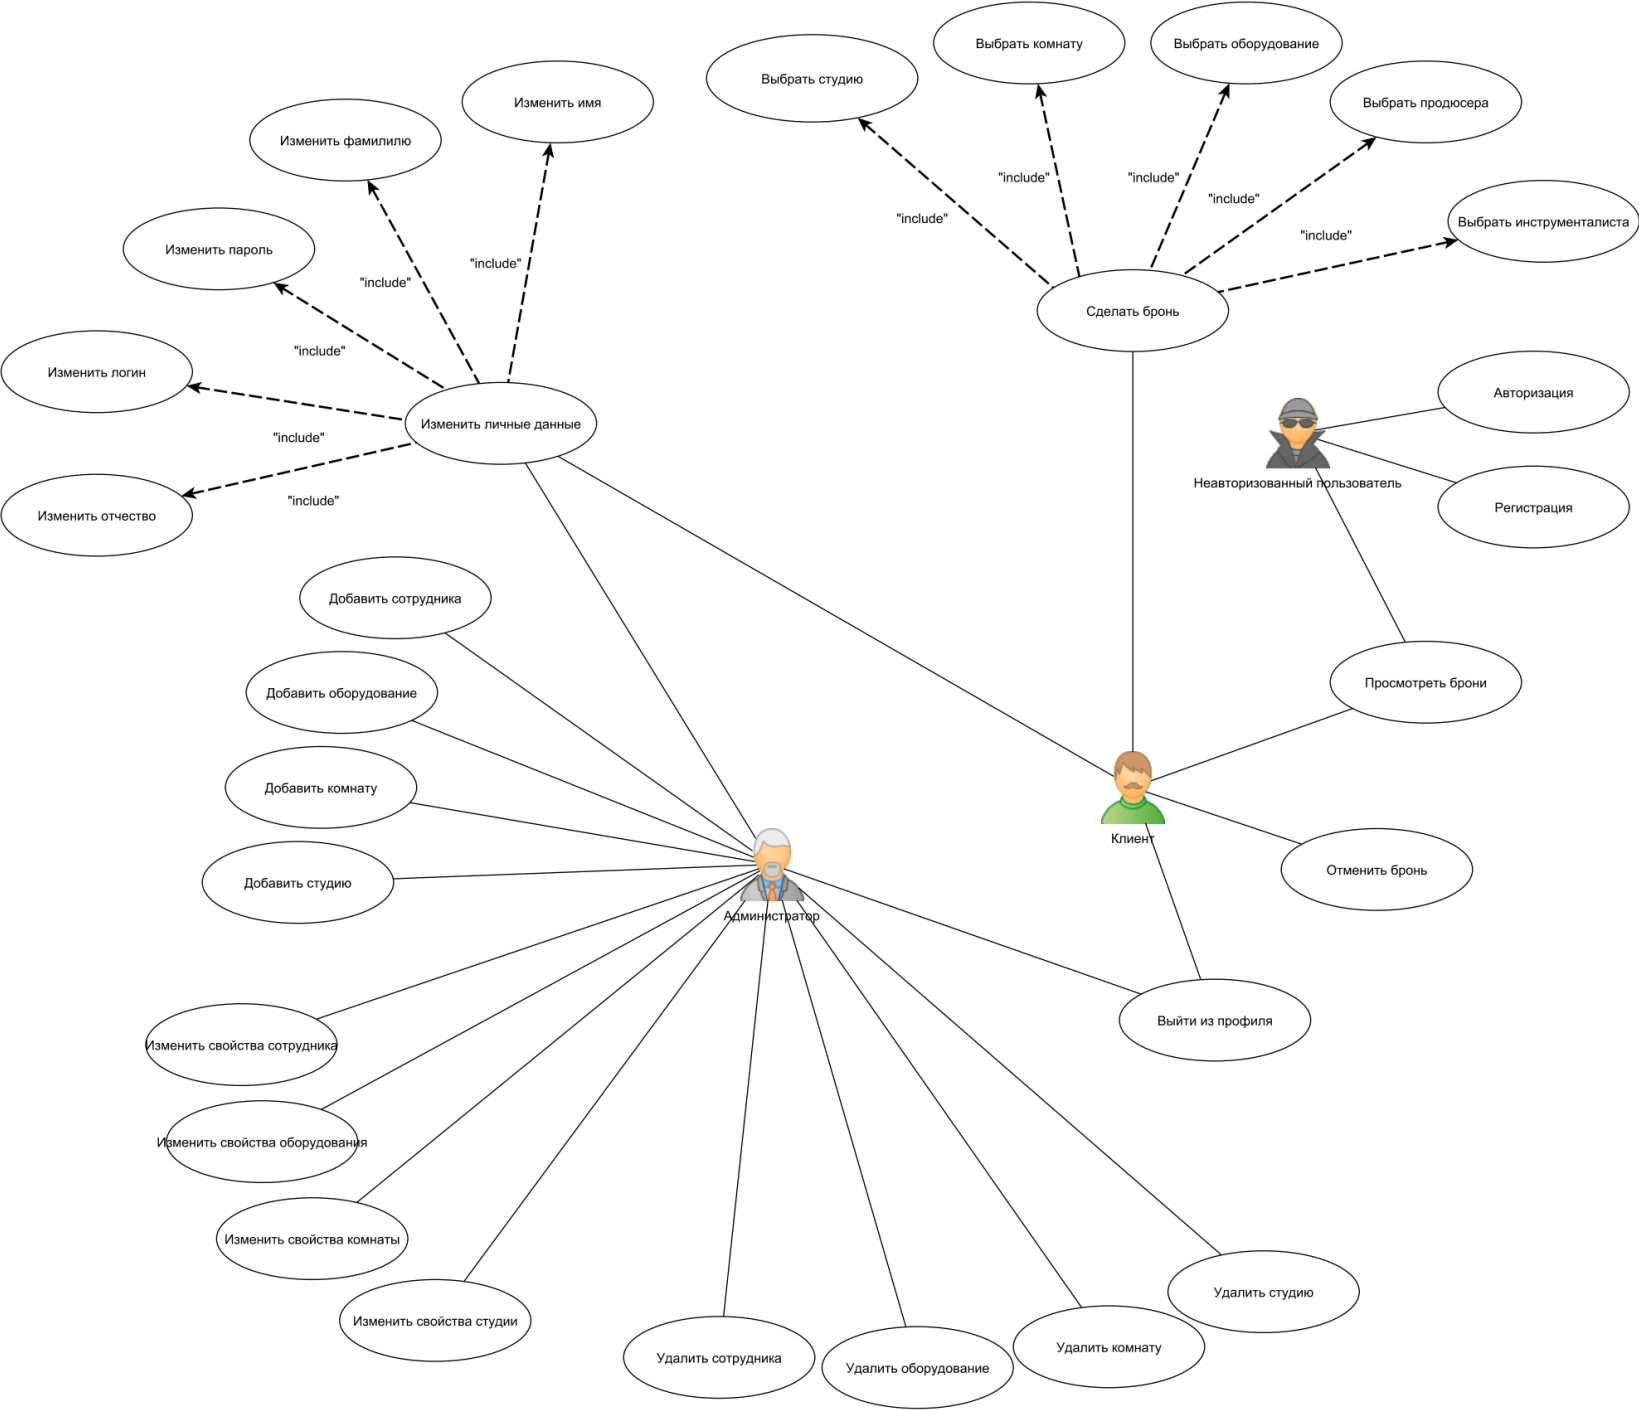 Выбрать комнату
Выбрать оборудование
Выбрать студию
Изменить имя
Выбрать продюсера
Изменить фамилилю
"include"
"include"
"include"
"include"
Выбрать инструменталиста
"include"
Изменить пароль
"include"
"include"
Сделать бронь
"include"
Изменить логин
Авторизация
Изменить личные данные
"include"
Неавторизованный пользователь
"include"
Регистрация
Изменить отчество
Добавить сотрудника
Просмотреть брони
Добавить оборудование
Добавить комнату
Клиент
Отменить бронь
Добавить студию
Администратор
Выйти из профиля
Изменить свойства сотрудника
Изменить свойства оборудования
Изменить свойства комнаты
Удалить студию
Изменить свойства студии
Удалить комнату
Удалить сотрудника
Удалить оборудование